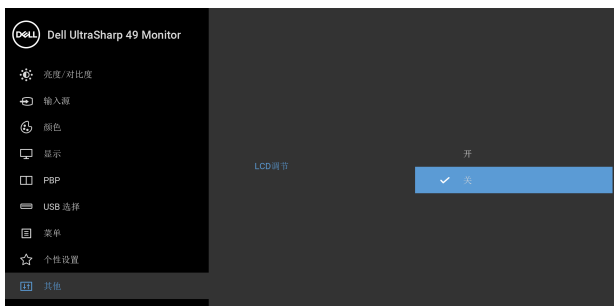 DELL Dell UltraSharp 49 Monitor
亮度/对比度
输入源
颜色
显示
PBP
USB 选择
菜单
个性设置
其他
LCD调节
开
关